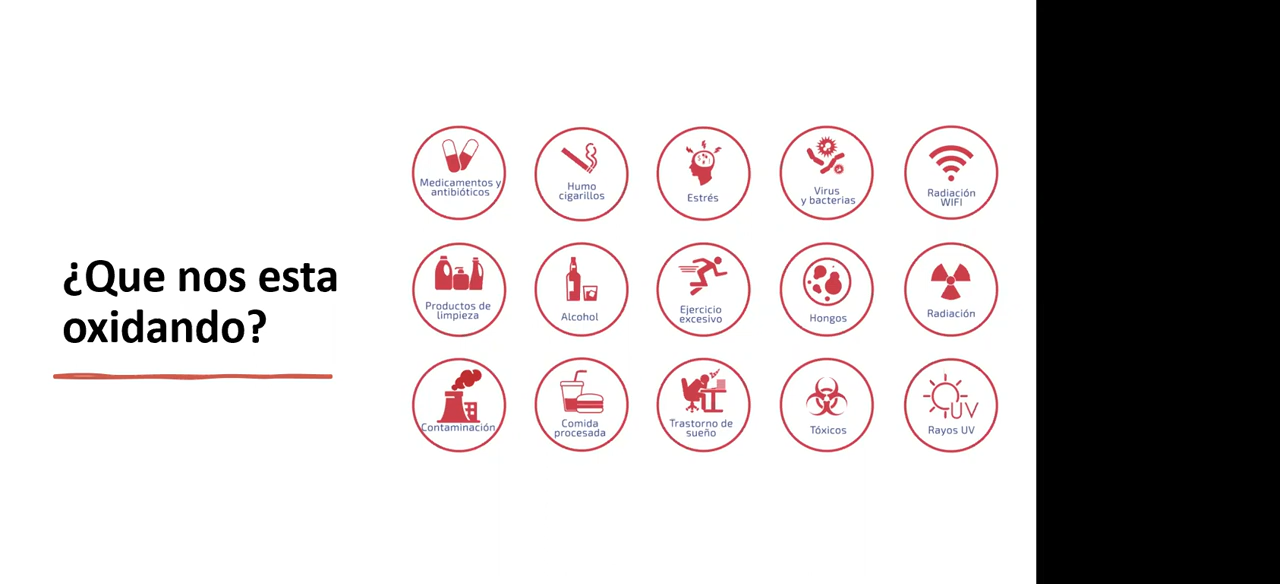 ¿Que nos esta
oxidando?
Medicamentos y
antibióticos
Humo
cigarillos
Estrés
Virus
y bacterias
Radiación
WIFI
Productos de
limpieza
Alcohol
Ejercicio
excesivo
Hongos
Radiación
Contaminación
Comida
procesada
Trastorno de
sueño
Tóxicos
UV
Rayos UV